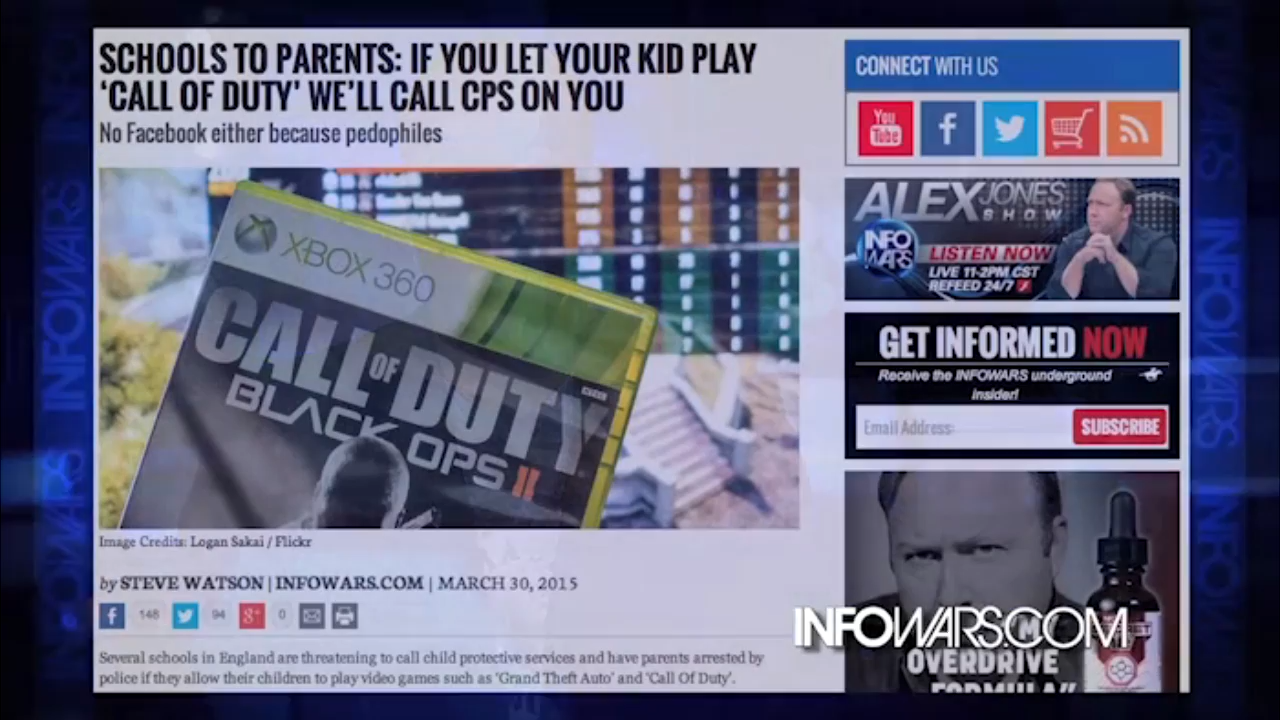 SCHOOLS TO PARENTS: IF YOU LET YOUR KID PLAY
‘CALL OF DUTY’ WE’LL CALL CPS ON YOU
No Facebook either because pedophiles
XBOX 360
CALL OF DUTY
BLACK OPS II
Image Credits: Logan Sakai / Flickr
by STEVE WATSON | INFOWARS.COM | MARCH 30, 2015
148 94 8+ 0
Several schools in England are threatening to call child protective services and have parents arrested by
police if they allow their children to play video games such as ‘Grand Theft Auto’ and ‘Call Of Duty’.
CONNECT WITH US
You
Tube
ALEX JONES
SHOW
INFO
WARS
LISTEN NOW
LIVE 11-2PM CST
REFEED 24/7
GET INFORMED NOW
Receive the INFOWARS underground
insider!
Email Address:
SUBSCRIBE
INFOWARS.COM
"MY
OVERDRIVE
FORMULA"
INFOWARS
INFOWARS